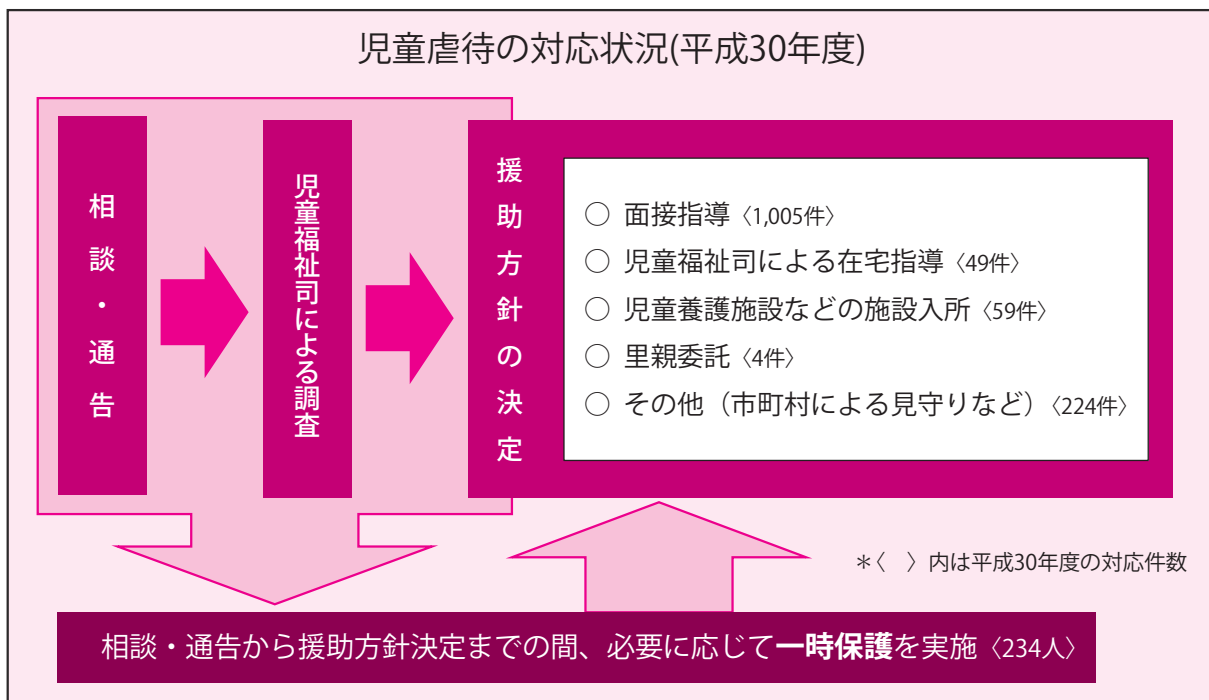 児童虐待の対応状況(平成30年度)
相談・通告
児童福祉司による調査
援助方針の決定
○ 面接指導〈1,005件〉
○ 児童福祉司による在宅指導〈49件〉
○ 児童養護施設などの施設入所〈59件〉
○ 里親委託〈4件〉
○ その他（市町村による見守りなど）〈224件〉
＊〈　〉内は平成30年度の対応件数
相談・通告から援助方針決定までの間、必要に応じて一時保護を実施〈234人〉